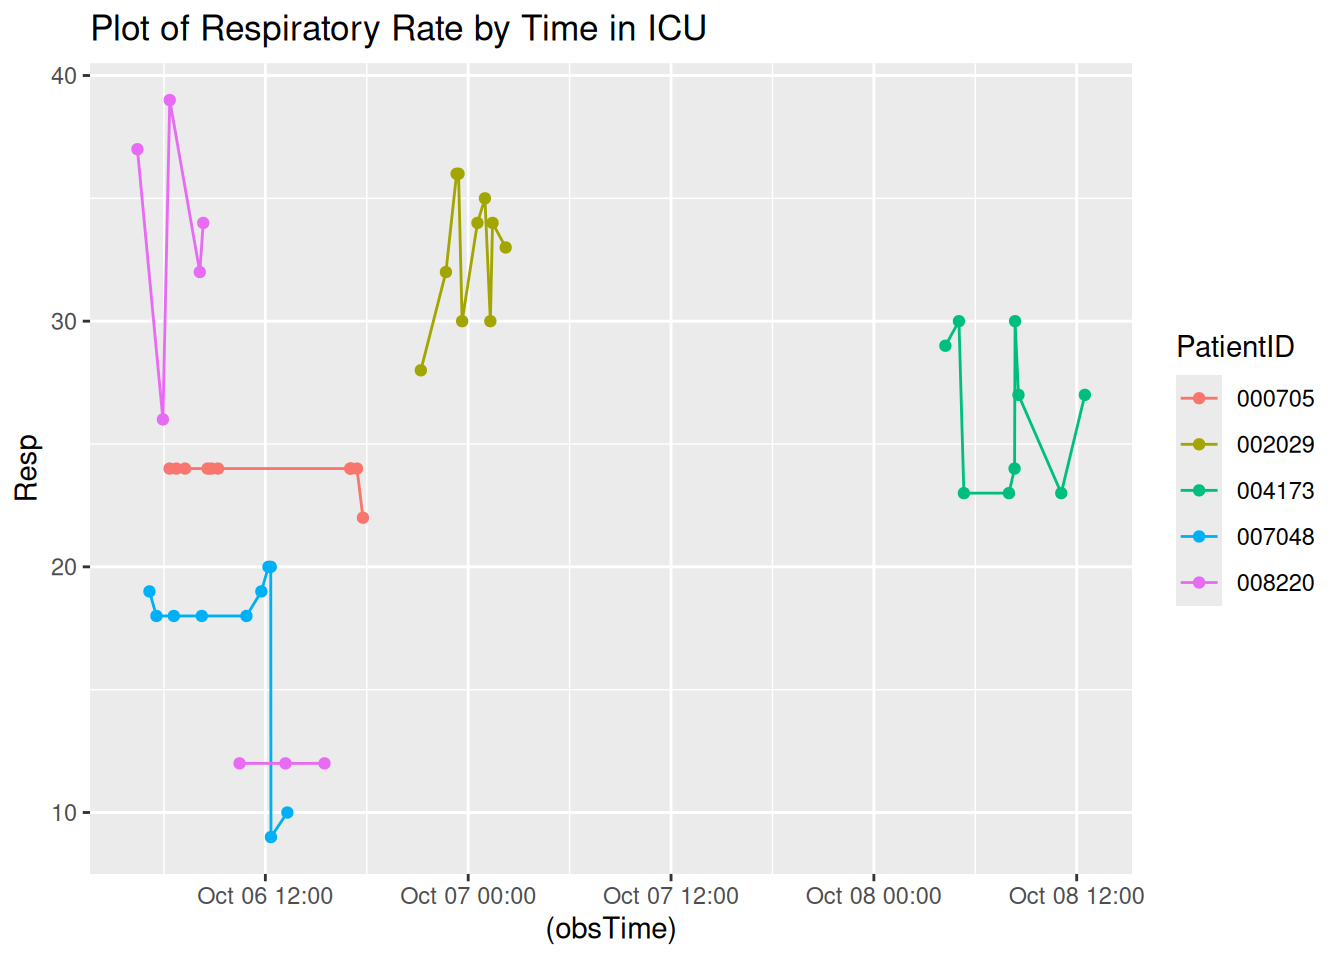 Plot of Respiratory Rate by Time in ICU
40
30
20
10
Resp
Oct 06 12:00
Oct 07 00:00
Oct 07 12:00
Oct 08 00:00
Oct 08 12:00
(obsTime)
PatientID
000705
002029
004173
007048
008220